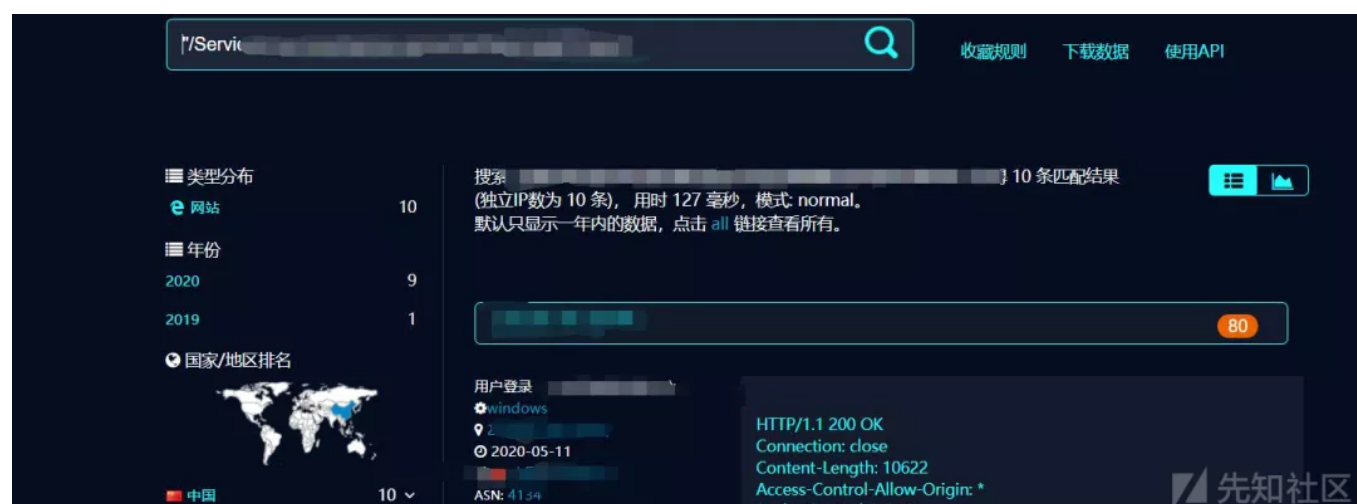 "/Servic
收藏规则 下载数据 使用API
类型分布
网站 10
年份
2020 9
2019 1
国家/地区排名
中国 10
搜索 10 条匹配结果
(独立IP数为 10 条)， 用时 127 毫秒，模式: normal。
默认只显示一年内的数据，点击 all 链接查看所有。
80
用户登录
windows
2020-05-11
ASN: 4134
HTTP/1.1 200 OK
Connection: close
Content-Length: 10622
Access-Control-Allow-Origin: *
先知社区